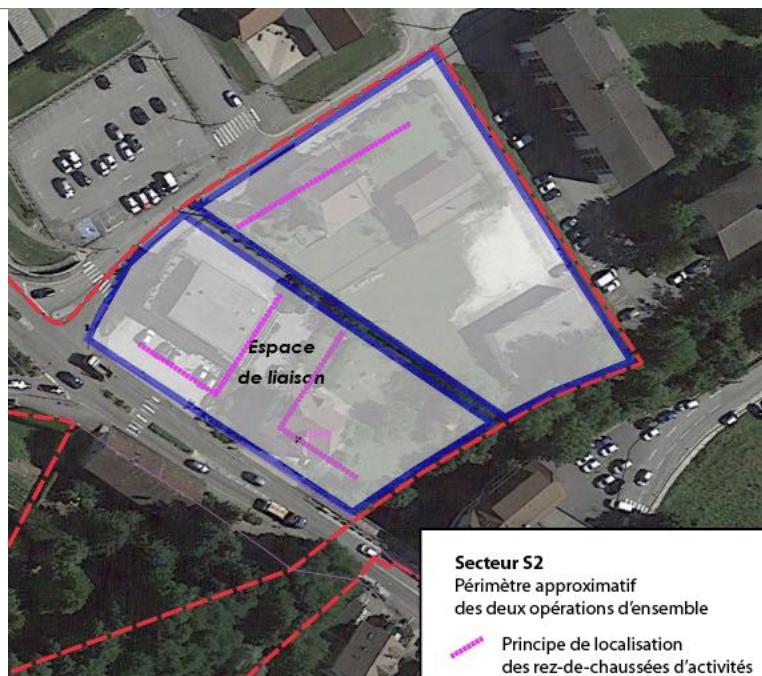 Espace
de liaison
Secteur S2
Périmètre approximatif
des deux opérations d'ensemble
Principe de localisation
des rez-de-chaussées d'activités